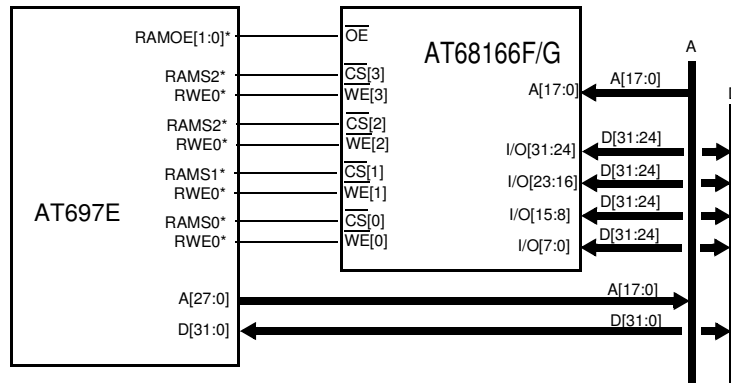 RAMOE[1:0]*
RAMS2*
RWE0*
RAMS2*
RWE0*
RAMS1*
RWE0*
RAMS0*
RWE0*
AT697E
A[27:0]
D[31:0]
OE
CS[3]
WE[3]
CS[2]
WE[2]
CS[1]
WE[1]
CS[0]
WE[0]
AT68166F/G
A[17:0]
I/O[31:24]
I/O[23:16]
I/O[15:8]
I/O[7:0]
A[17:0]
D[31:24]
D[31:24]
D[31:24]
D[31:24]
A[17:0]
D[31:0]
A